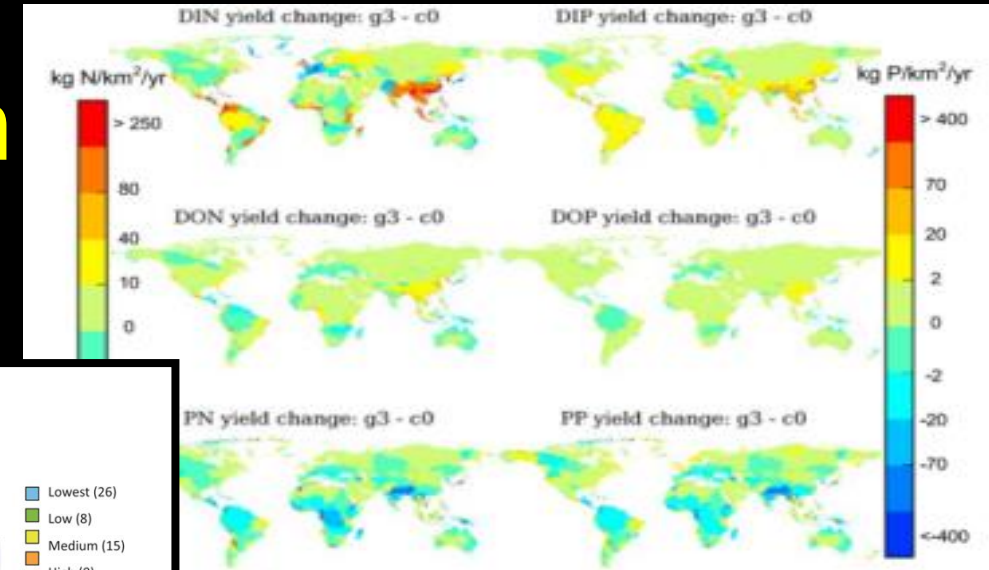 DIN yield change: g3 - c0
DIP yield change: g3 - c0
kg N/km²/yr
kg P/km²/yr
> 250
80
40
10
0
> 400
70
20
2
0
-2
-20
-70
<-400
DON yield change: g3 - c0
DOP yield change: g3 - c0
PN yield change: g3 - c0
PP yield change: g3 - c0
Lowest (26)
Low (8)
Medium (15)